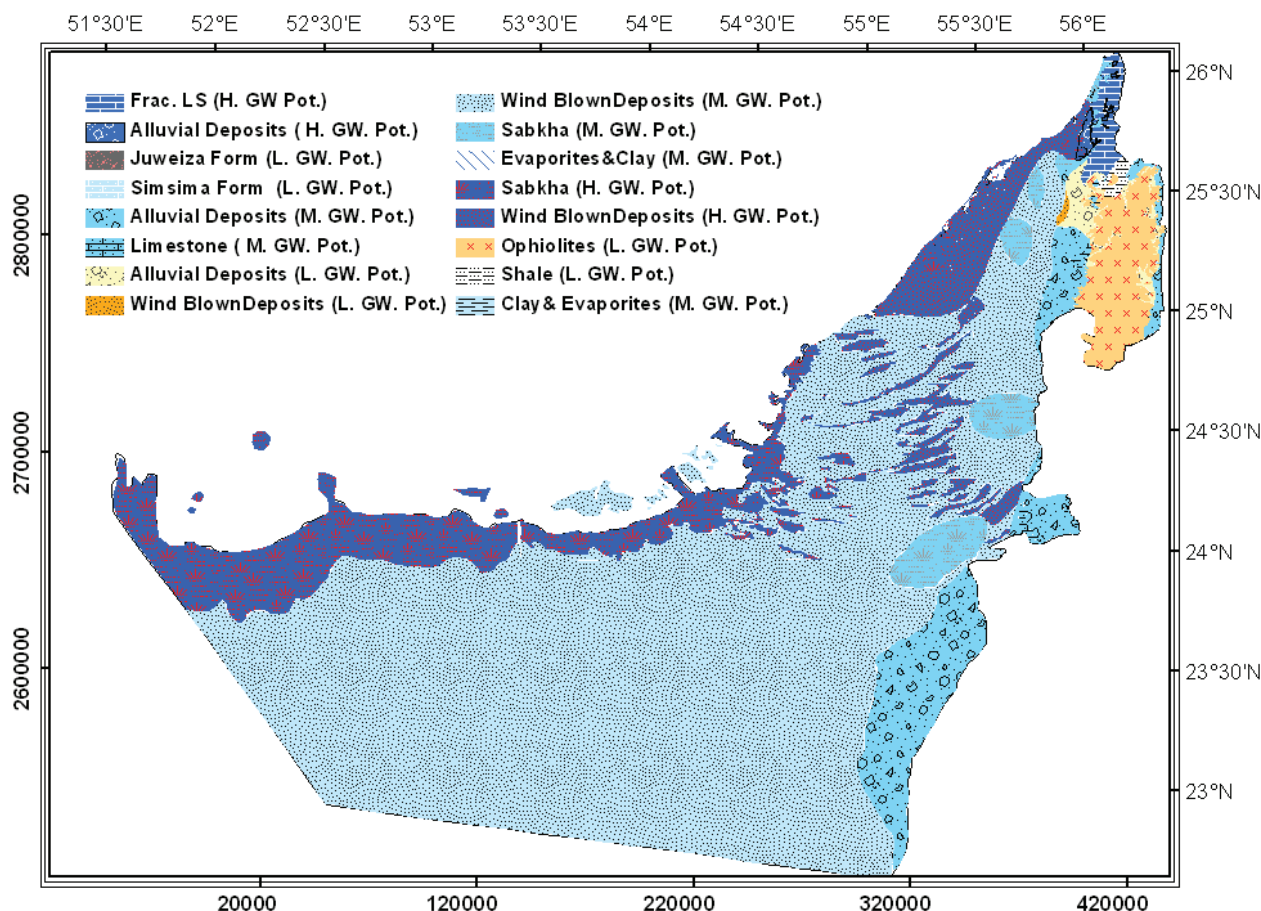 51°30'E 52°E 52°30'E 53°E 53°30'E 54°E 54°30'E 55°E 55°30'E 56°E
26°N
Frac. LS (H. GW Pot.) Wind BlownDeposits (M. GW Pot.)
Alluvial Deposits ( H. GW. Pot.) Sabkha (M. GW Pot.)
Juweiza Form (L. GW. Pot.) Evaporites&Clay (M. GW Pot.)
Simsima Form (L. GW. Pot.) Sabkha (H. GW Pot.)
25°30'N
Alluvial Deposits (M. GW. Pot.) Wind BlownDeposits (H. GW Pot.)
2800000
Limestone ( M. GW. Pot.) Ophiolites (L. GW. Pot.)
Alluvial Deposits (L. GW. Pot.) Shale (L. GW. Pot.)
Wind BlownDeposits (L. GW. Pot.) Clay& Evaporites (M. GW Pot.)
25°N
24°30'N
2700000
24°N
2600000
23°30'N
23°N
20000 120000 220000 320000 420000